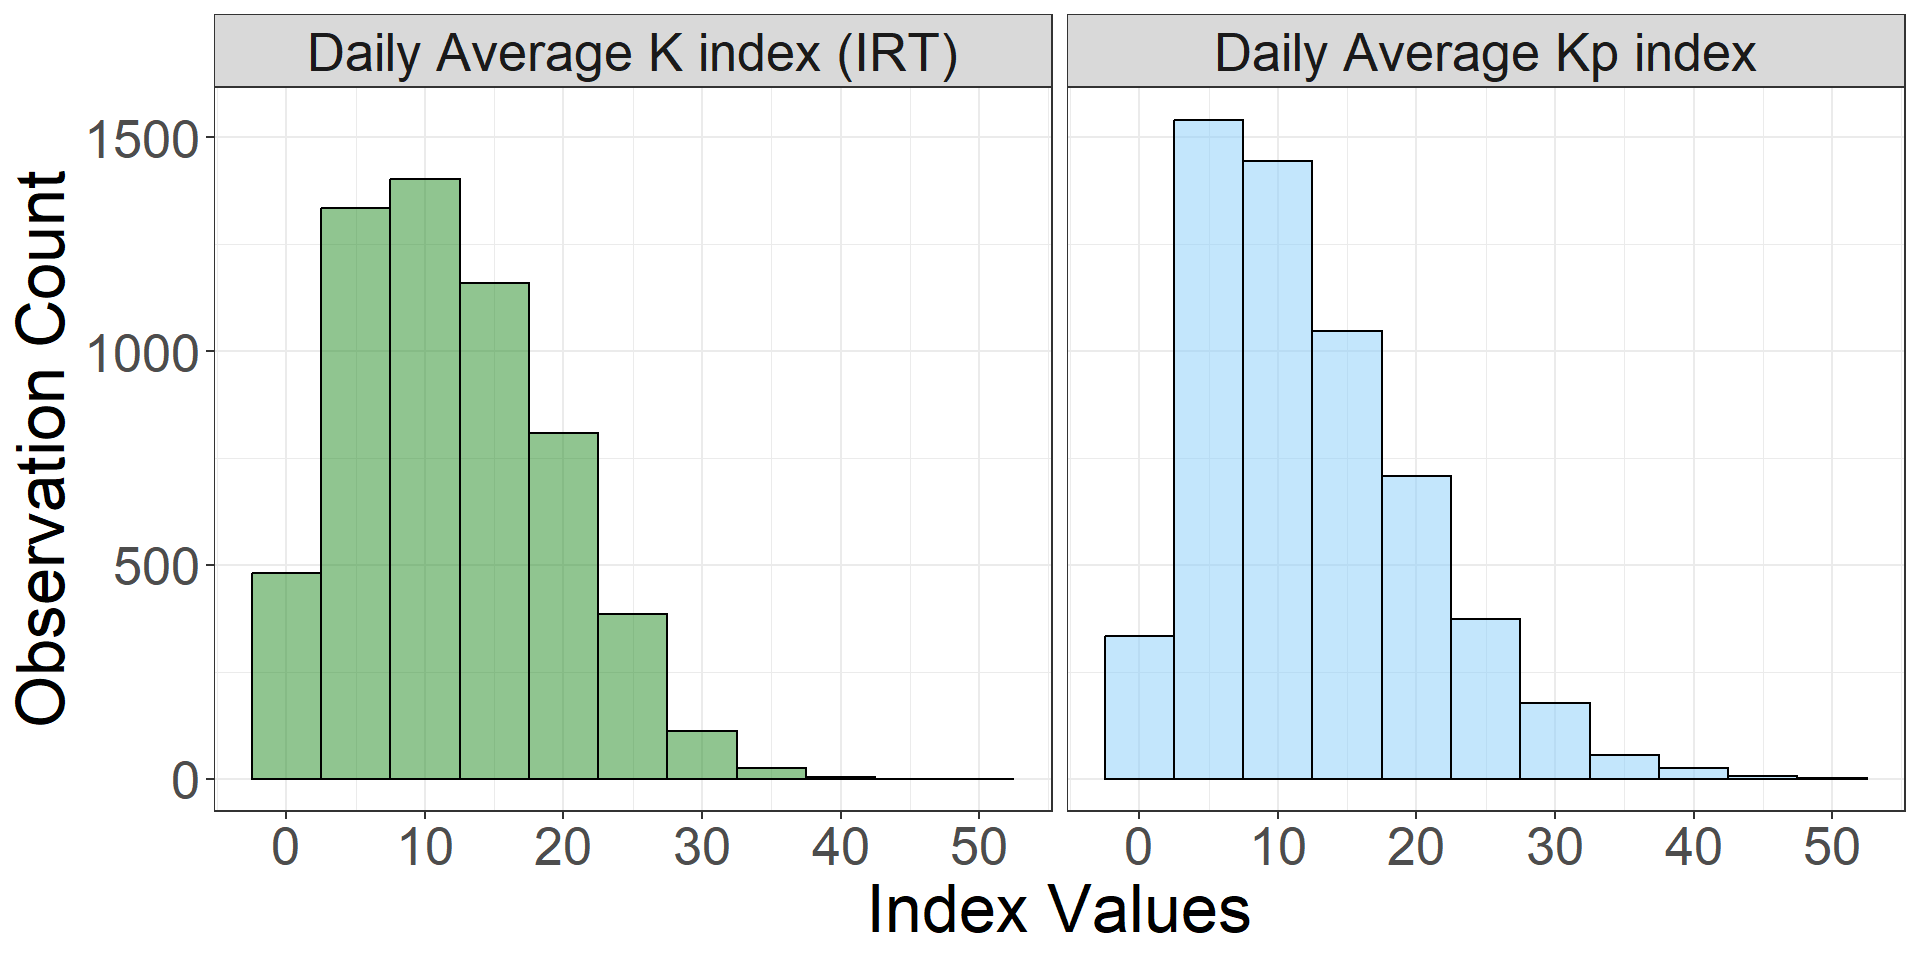 Daily Average K index (IRT)
Daily Average Kp index
Observation Count
1500
1000
500
0
0 10 20 30 40 50
0 10 20 30 40 50
Index Values